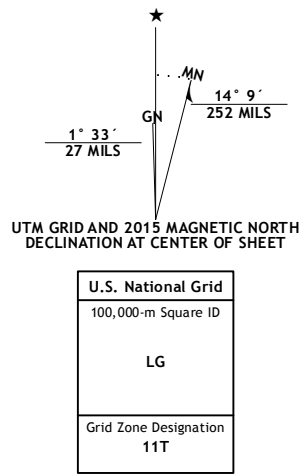 ★
MN
GN
14° 9´
252 MILS
1° 33´
27 MILS
UTM GRID AND 2015 MAGNETIC NORTH
DECLINATION AT CENTER OF SHEET
U.S. National Grid
100,000-m Square ID
LG
Grid Zone Designation
11T